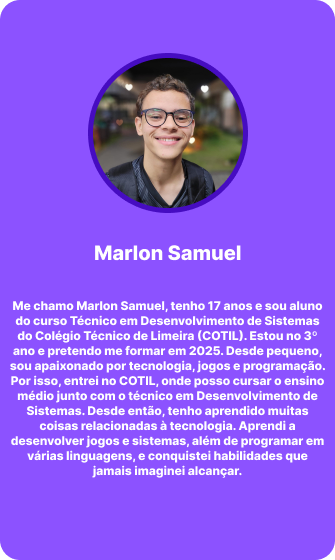 Marlon Samuel
Me chamo Marlon Samuel, tenho 17 anos e sou aluno
do curso Técnico em Desenvolvimento de Sistemas
do Colégio Técnico de Limeira (COTIL). Estou no 3º
ano e pretendo me formar em 2025. Desde pequeno,
sou apaixonado por tecnologia, jogos e programação.
Por isso, entrei no COTIL, onde posso cursar o ensino
médio junto com o técnico em Desenvolvimento de
Sistemas. Desde então, tenho aprendido muitas
coisas relacionadas à tecnologia. Aprendi a
desenvolver jogos e sistemas, além de programar em
várias linguagens, e conquistei habilidades que
jamais imaginei alcançar.